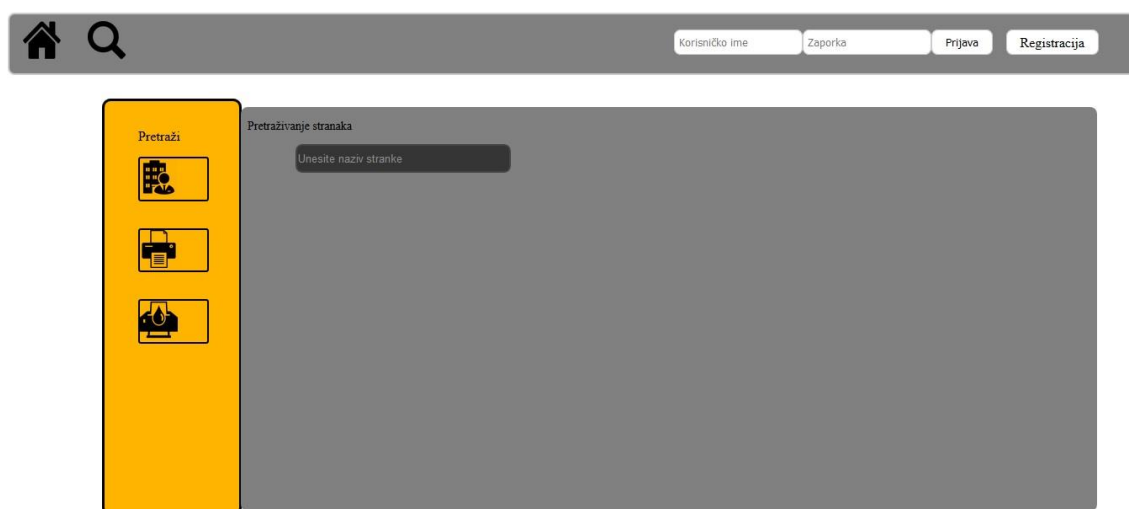 Korisničko ime
Zaporka
Prijava
Registracija
Pretraži
Pretraživanje stranaka
Unesite naziv stranke